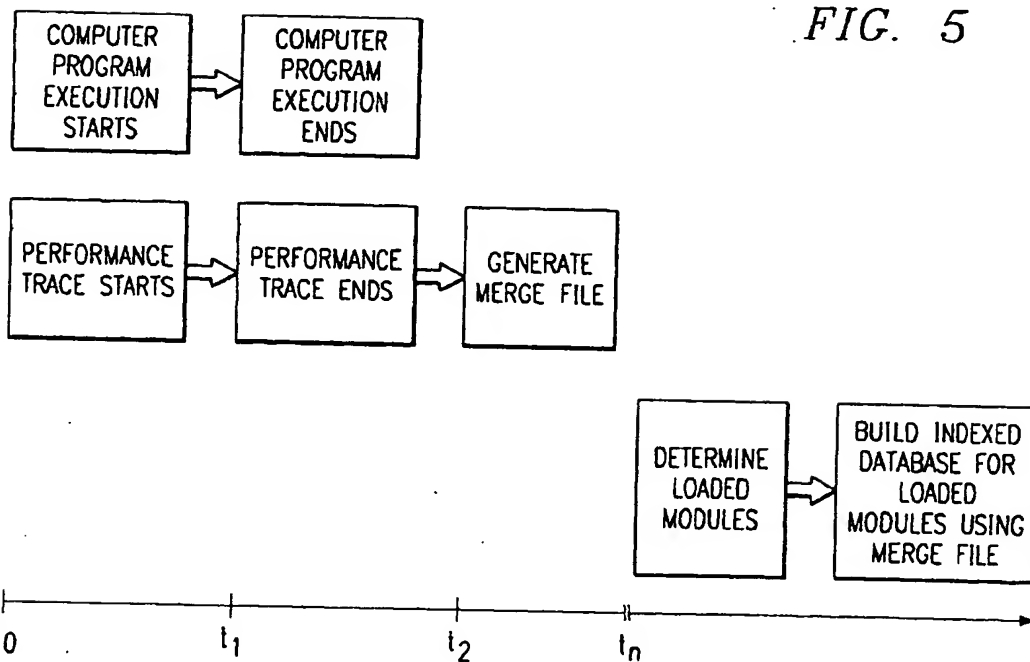 FIG. 5
COMPUTER
PROGRAM
EXECUTION
STARTS
COMPUTER
PROGRAM
EXECUTION
ENDS
PERFORMANCE
TRACE STARTS
PERFORMANCE
TRACE ENDS
GENERATE
MERGE FILE
DETERMINE
LOADED
MODULES
BUILD INDEXED
DATABASE FOR
LOADED
MODULES USING
MERGE FILE
0 t1 t2 tn